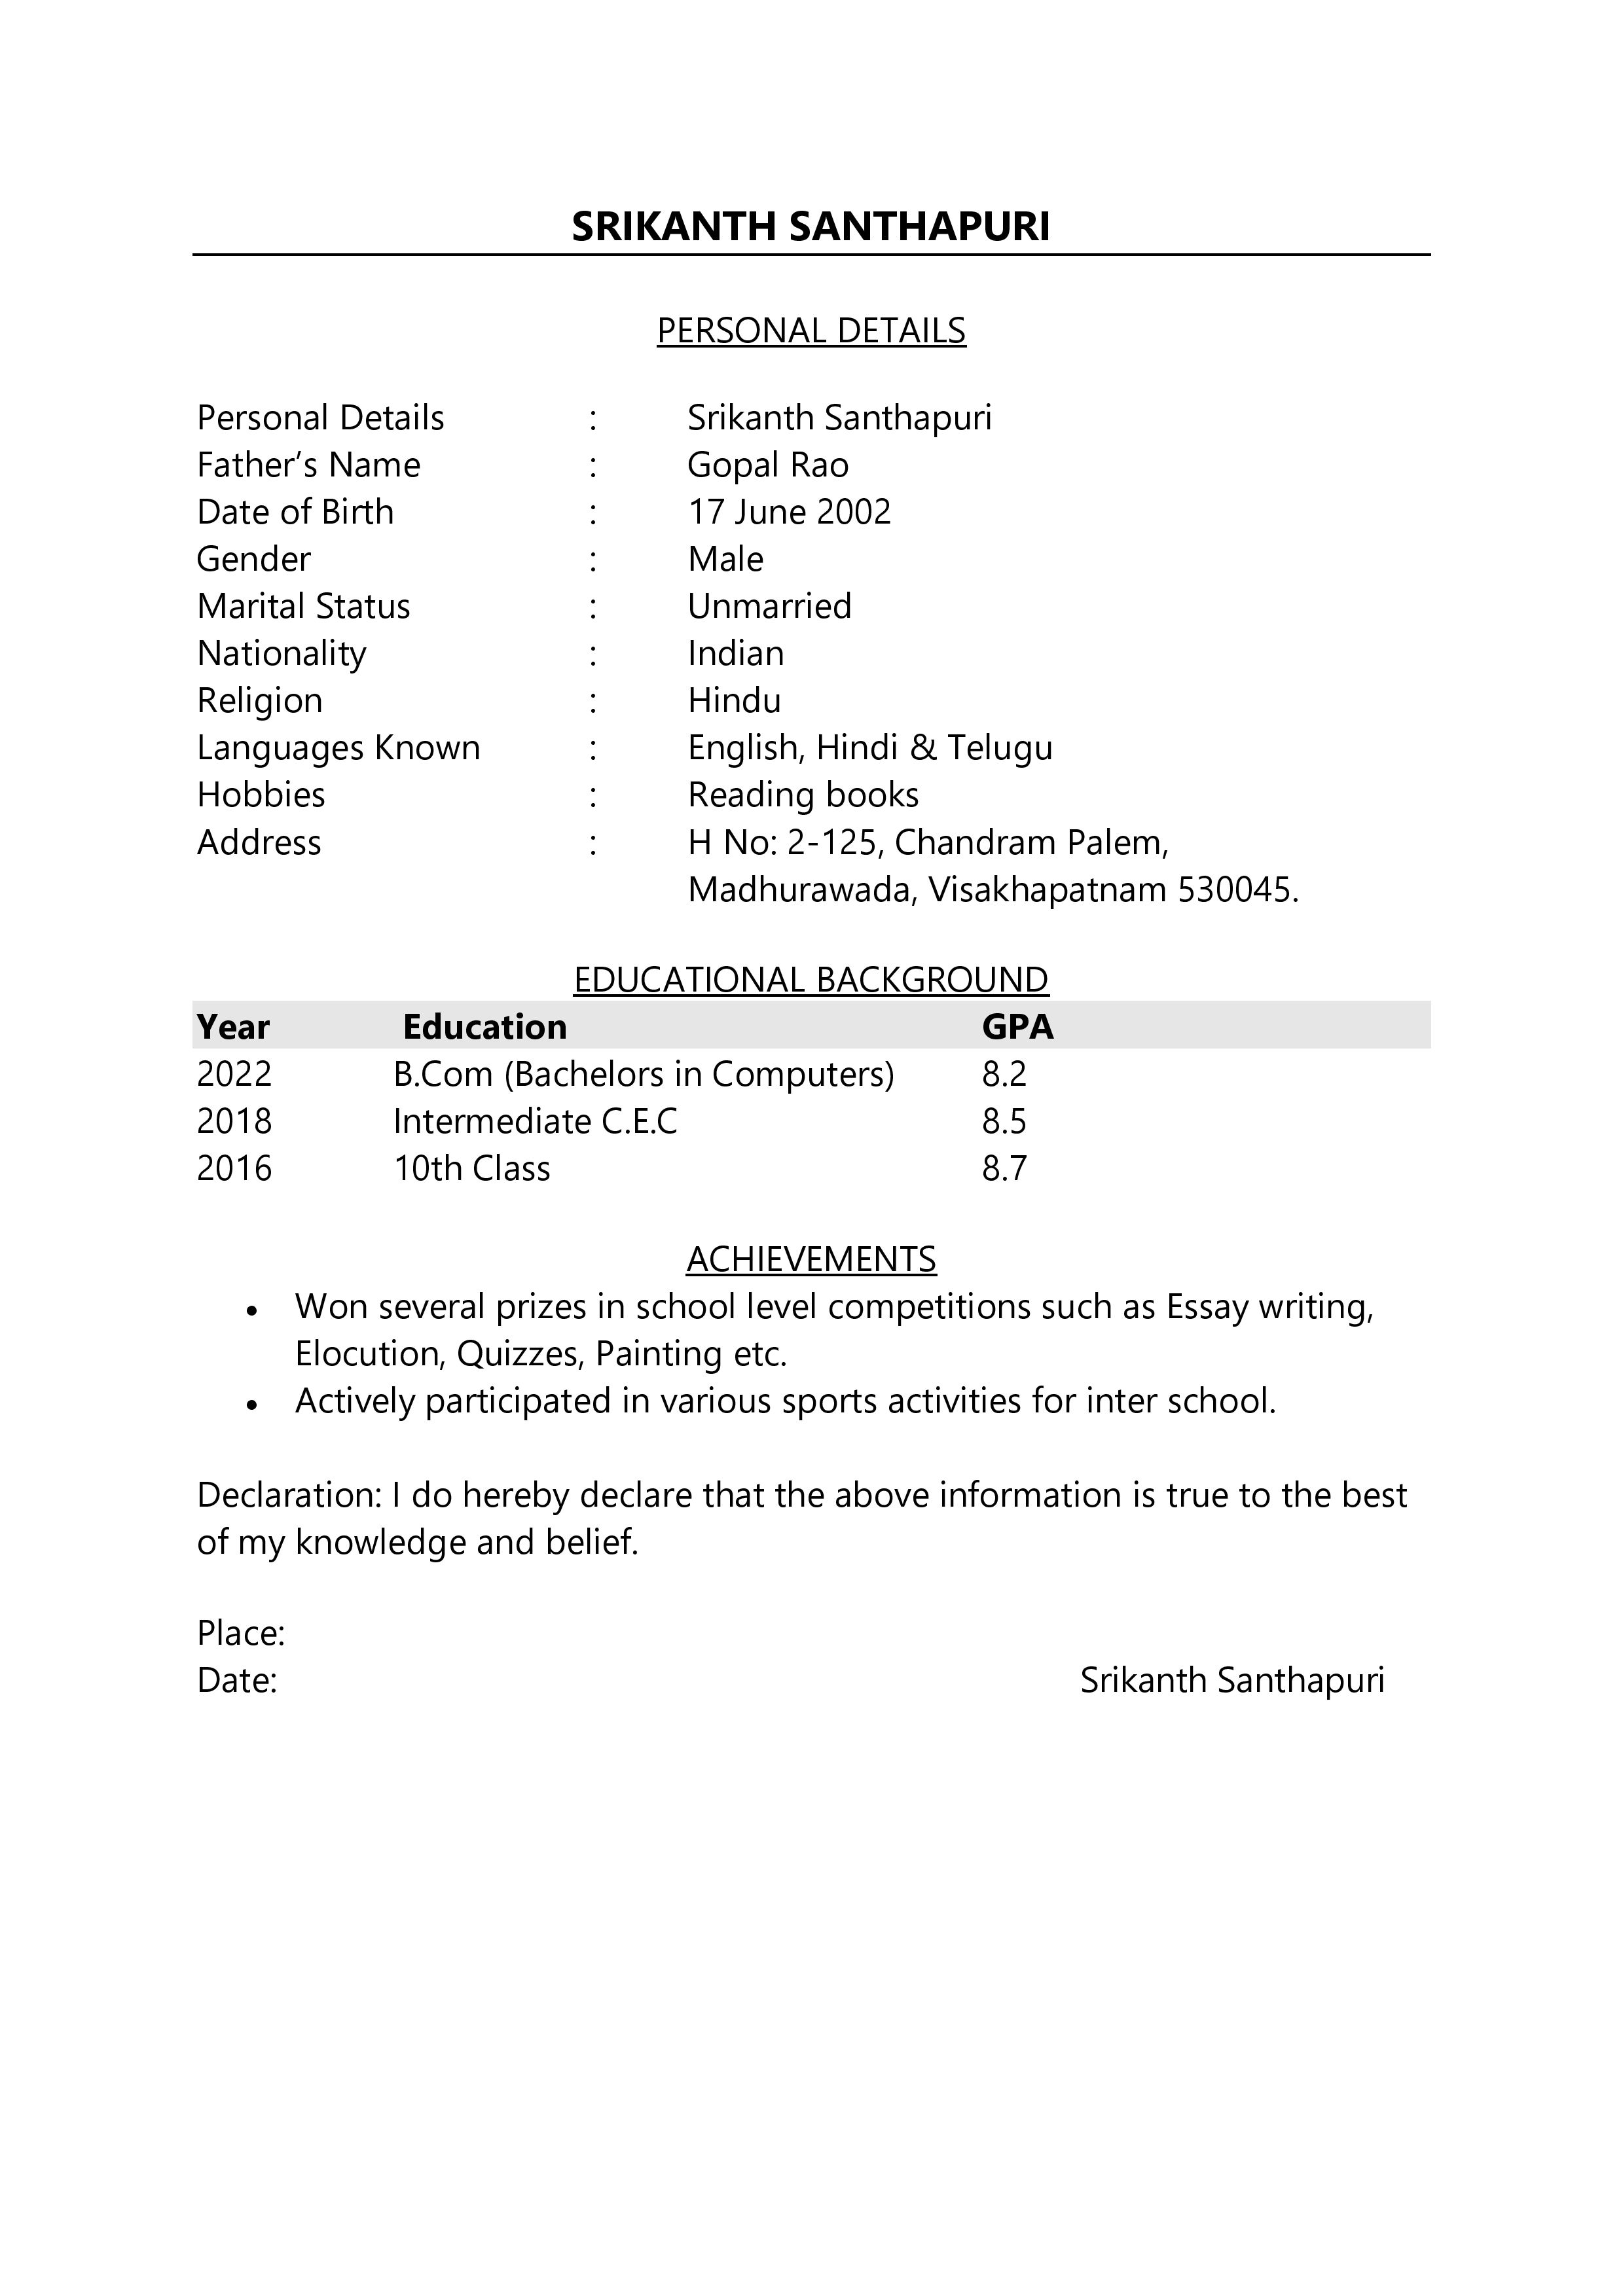 SRIKANTH SANTHAPURI
PERSONAL DETAILS
Personal Details : Srikanth Santhapuri
Father’s Name : Gopal Rao
Date of Birth : 17 June 2002
Gender : Male
Marital Status : Unmarried
Nationality : Indian
Religion : Hindu
Languages Known : English, Hindi & Telugu
Hobbies : Reading books
Address : H No: 2-125, Chandram Palem,
Madhurawada, Visakhapatnam 530045.
EDUCATIONAL BACKGROUND
Year Education GPA
2022 B.Com (Bachelors in Computers) 8.2
2018 Intermediate C.E.C 8.5
2016 10th Class 8.7
ACHIEVEMENTS
• Won several prizes in school level competitions such as Essay writing,
Elocution, Quizzes, Painting etc.
• Actively participated in various sports activities for inter school.
Declaration: I do hereby declare that the above information is true to the best
of my knowledge and belief.
Place:
Date: Srikanth Santhapuri